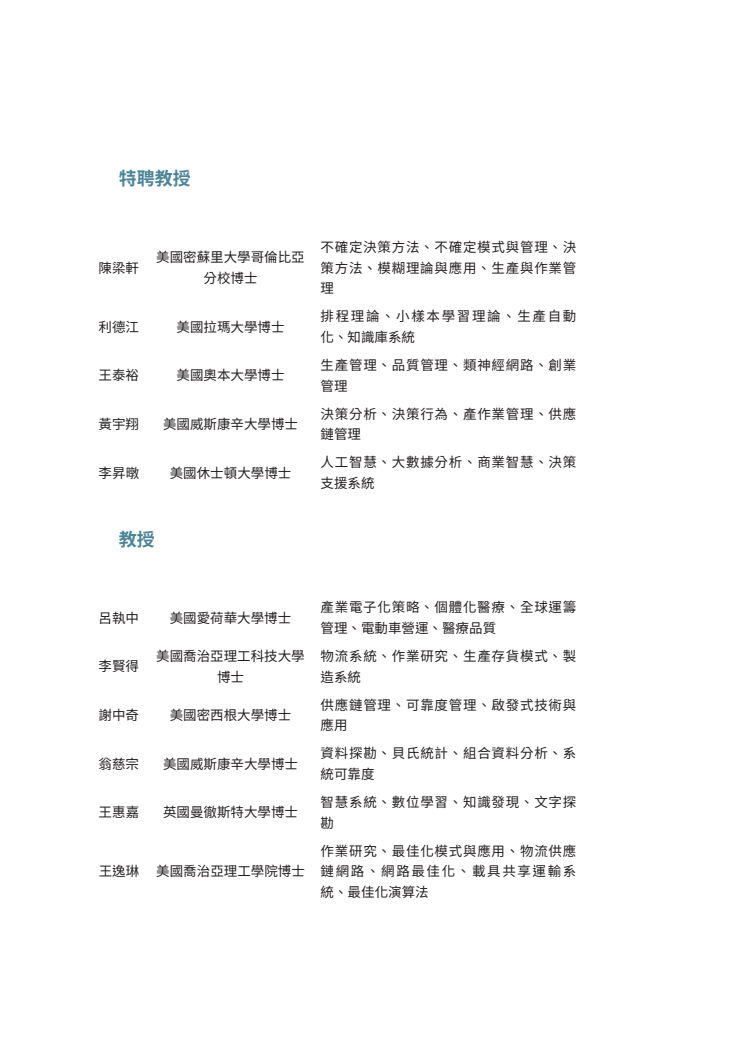 特聘教授
陳梁軒
美國密蘇里大學哥倫比亞
分校博士
不確定決策方法、不確定模式與管理、決
策方法、模糊理論與應用、生產與作業管
理
利德江
美國拉瑪大學博士
排程理論、小樣本學習理論、生產自動
化、知識庫系統
王泰裕
美國奧本大學博士
生產管理、品質管理、類神經網路、創業
管理
黃宇翔
美國威斯康辛大學博士
決策分析、決策行為、產作業管理、供應
鏈管理
李昇暾
美國休士頓大學博士
人工智慧、大數據分析、商業智慧、決策
支援系統
教授
呂執中
美國愛荷華大學博士
產業電子化策略、個體化醫療、全球運籌
管理、電動車營運、醫療品質
李賢得
美國喬治亞理工科技大學
博士
物流系統、作業研究、生產存貨模式、製
造系統
謝中奇
美國密西根大學博士
供應鏈管理、可靠度管理、啟發式技術與
應用
翁慈宗
美國威斯康辛大學博士
資料探勘、貝氏統計、組合資料分析、系
統可靠度
王惠嘉
英國曼徹斯特大學博士
智慧系統、數位學習、知識發現、文字探
勘
王逸琳
美國喬治亞理工學院博士
作業研究、最佳化模式與應用、物流供應
鏈網路、網路最佳化、載具共享運輸系
統、最佳化演算法